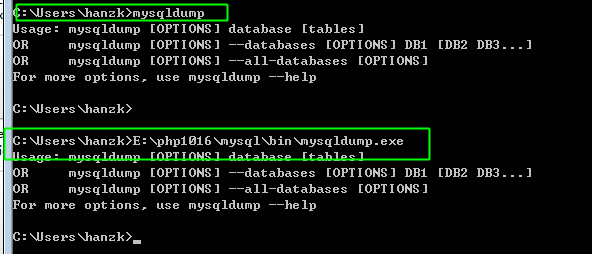 C:\Users\hanzk>mysqldump
Usage: mysqldump [OPTIONS] database [tables]
OR     mysqldump [OPTIONS] --databases [OPTIONS] DB1 [DB2 DB3...]
OR     mysqldump [OPTIONS] --all-databases [OPTIONS]
For more options, use mysqldump --help
C:\Users\hanzk>
C:\Users\hanzk>E:\php1016\mysql\bin\mysqldump.exe
Usage: mysqldump [OPTIONS] database [tables]
OR     mysqldump [OPTIONS] --databases [OPTIONS] DB1 [DB2 DB3...]
OR     mysqldump [OPTIONS] --all-databases [OPTIONS]
For more options, use mysqldump --help
C:\Users\hanzk>_